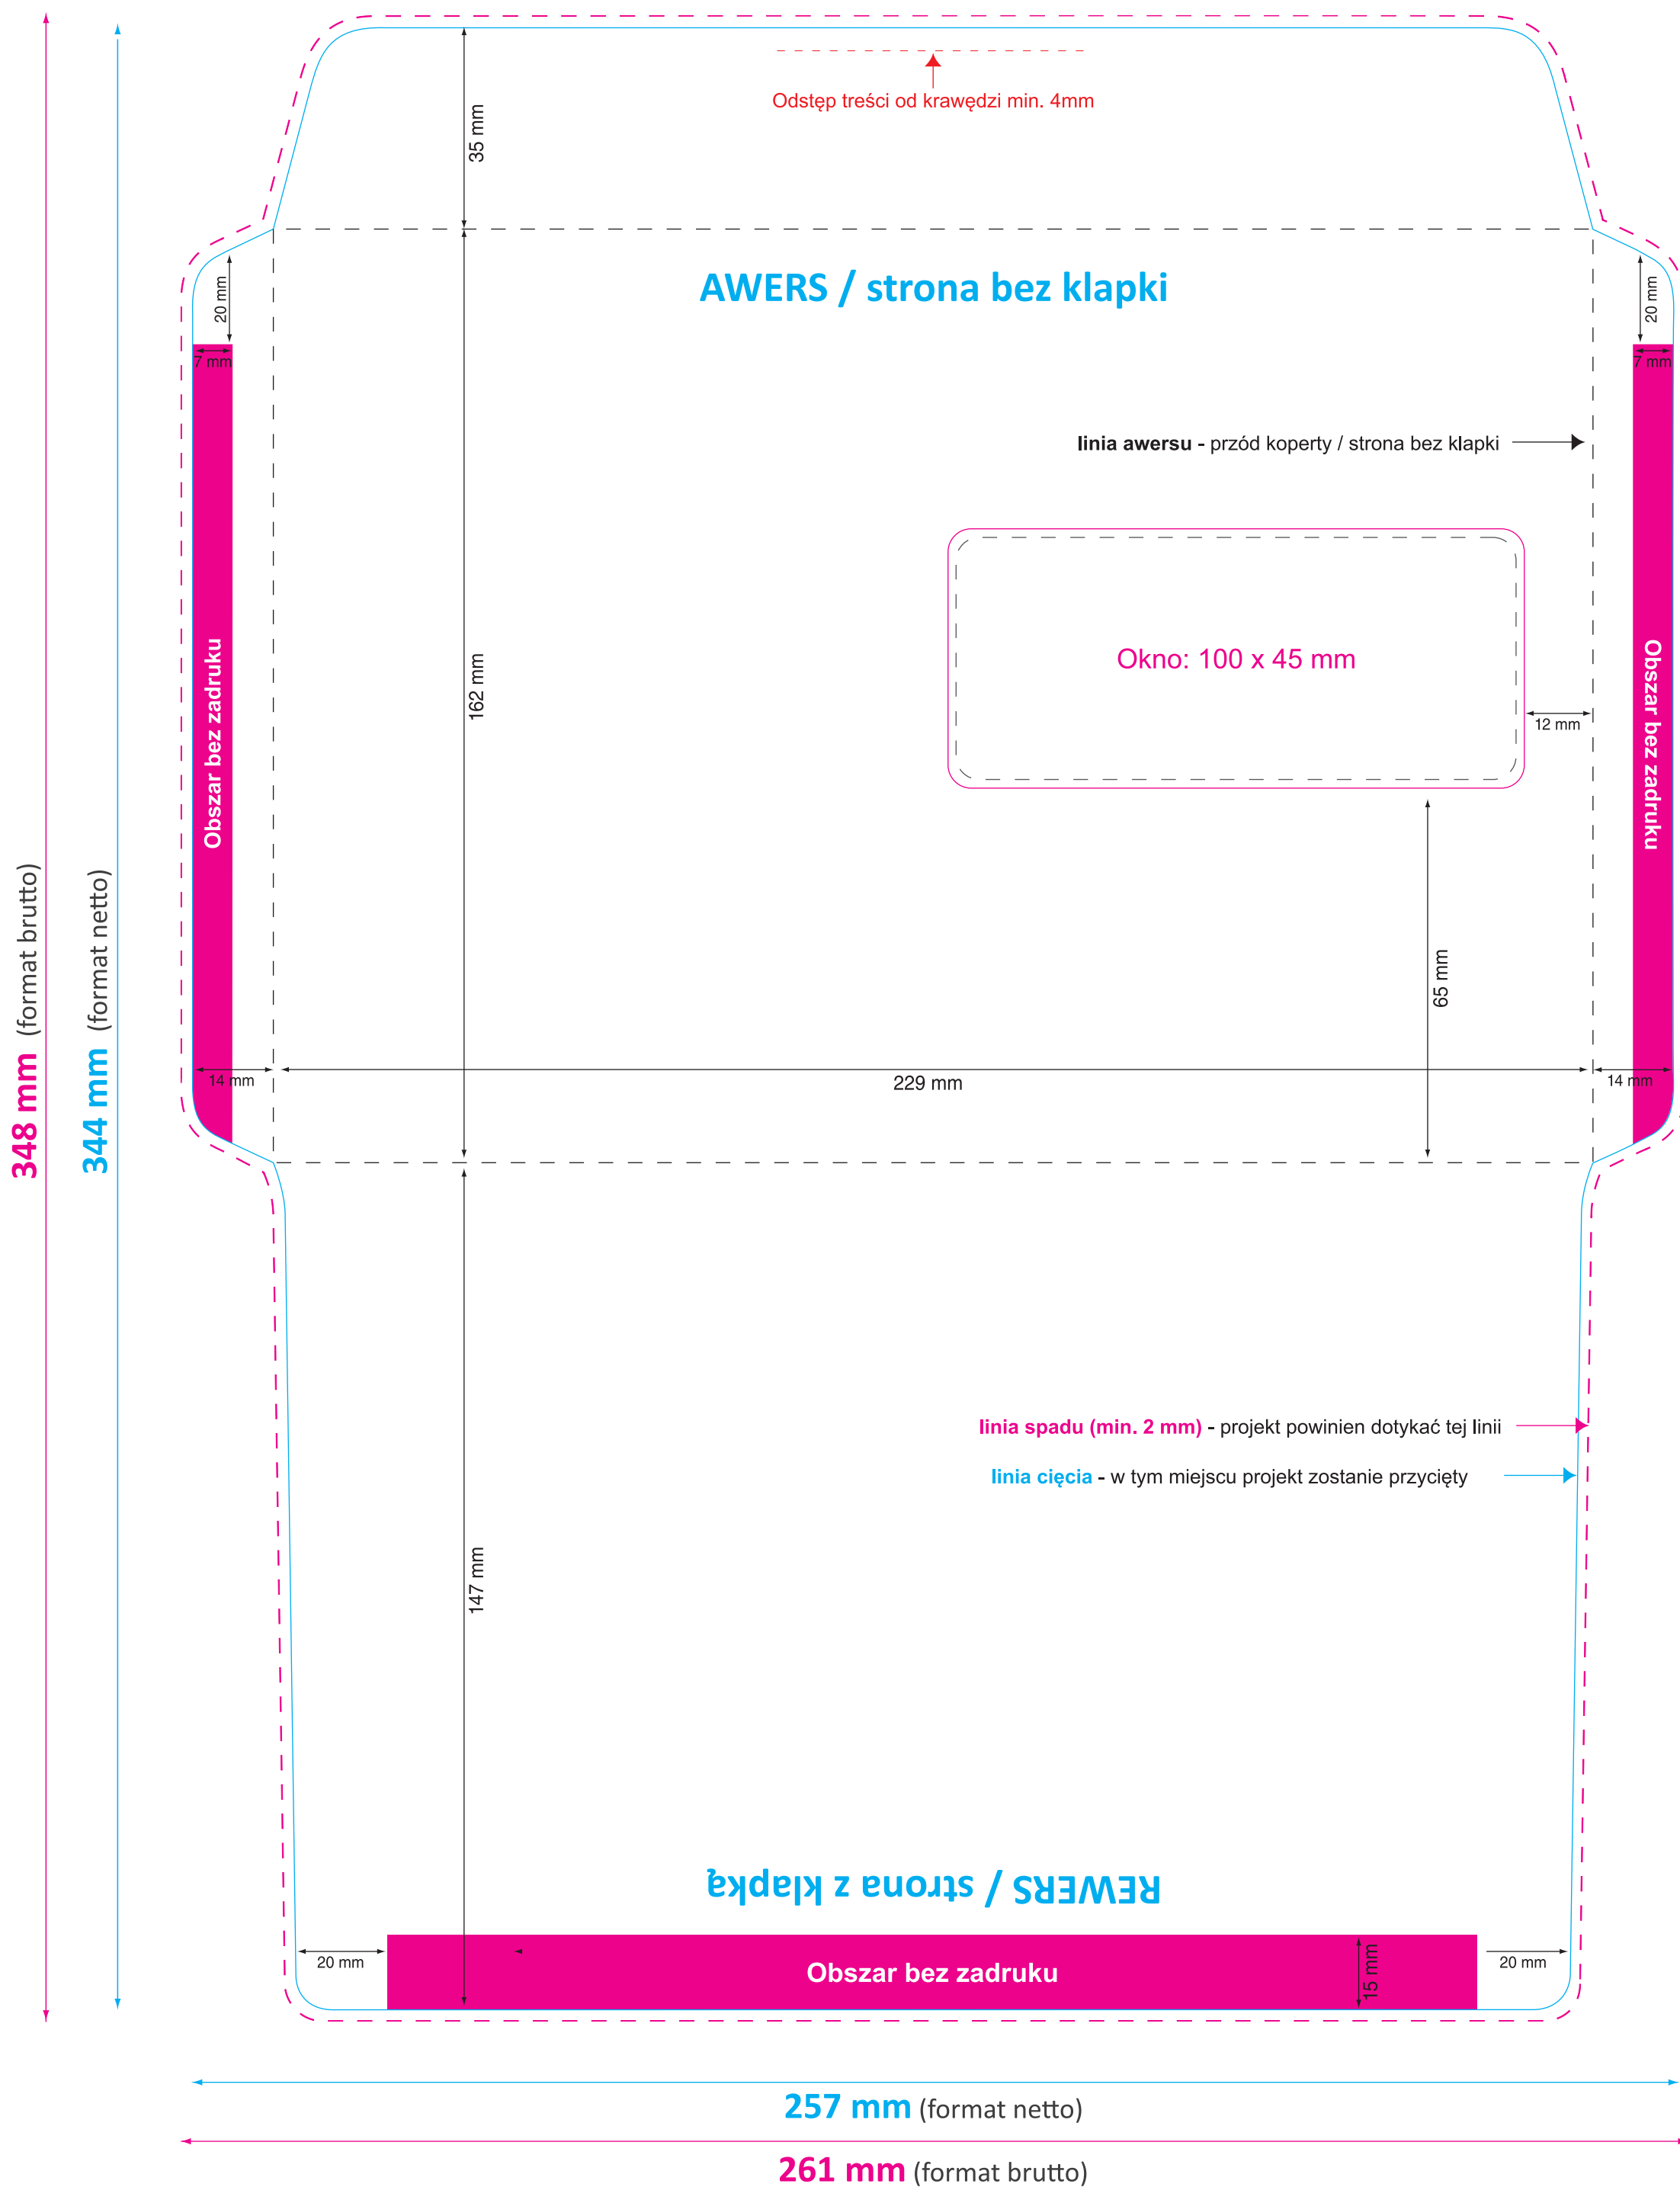 Odstęp treści od krawędzi min. 4mm
35 mm
AWERS / strona bez klapki
20 mm
20 mm
7 mm
7 mm
linia awersu - przód koperty / strona bez klapki
Obszar bez zadruku
162 mm
Okno: 100 x 45 mm
Obszar bez zadruku
12 mm
65 mm
348 mm (format brutto)
344 mm (format netto)
14 mm
229 mm
14 mm
linia spadu (min. 2 mm) - projekt powinien dotykać tej linii
linia cięcia - w tym miejscu projekt zostanie przycięty
147 mm
REWERS / strona z klapką
20 mm
Obszar bez zadruku
15 mm
20 mm
257 mm (format netto)
261 mm (format brutto)